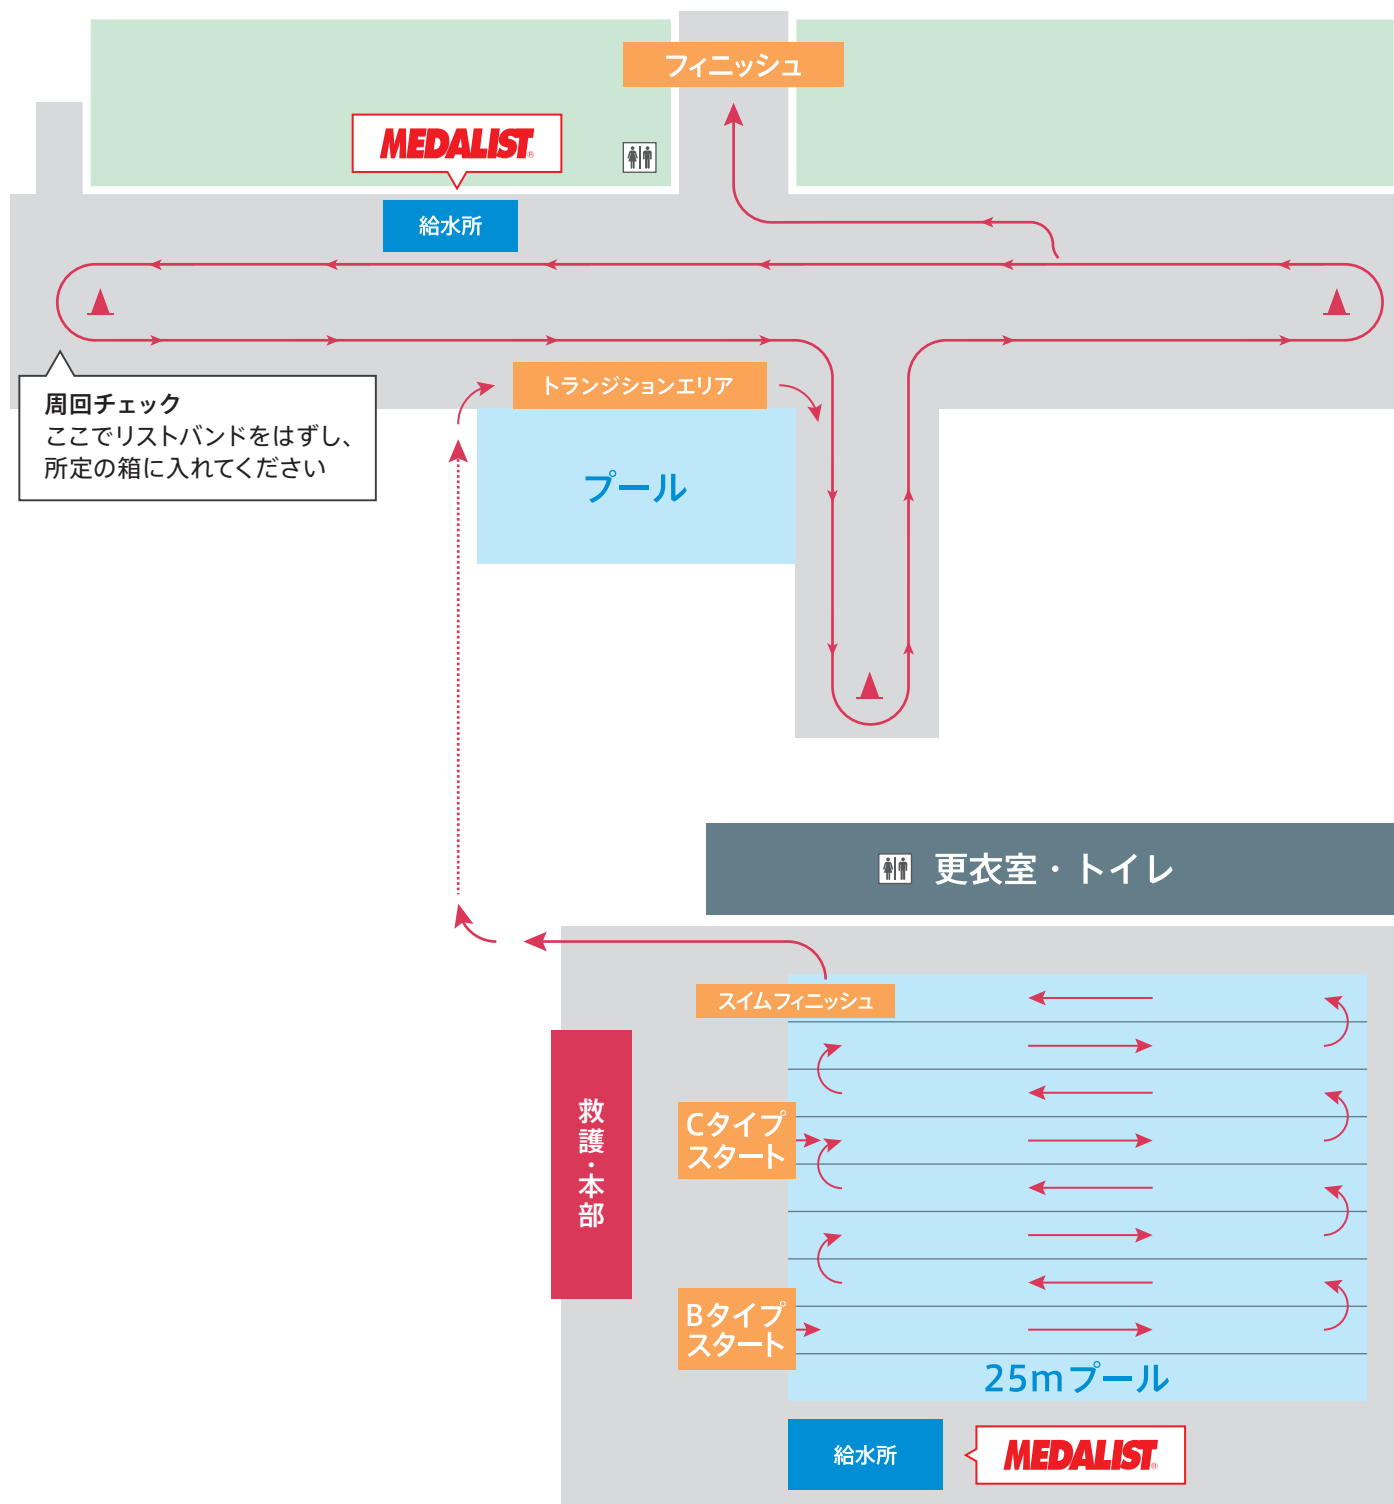 フィニッシュ
MEDALIST®
給水所
周回チェック
ここでリストバンドをはずし、
所定の箱に入れてください
トランジションエリア
プール
更衣室・トイレ
スイムフィニッシュ
救護・本部
Cタイプ
スタート
Bタイプ
スタート
25mプール
給水所
MEDALIST®